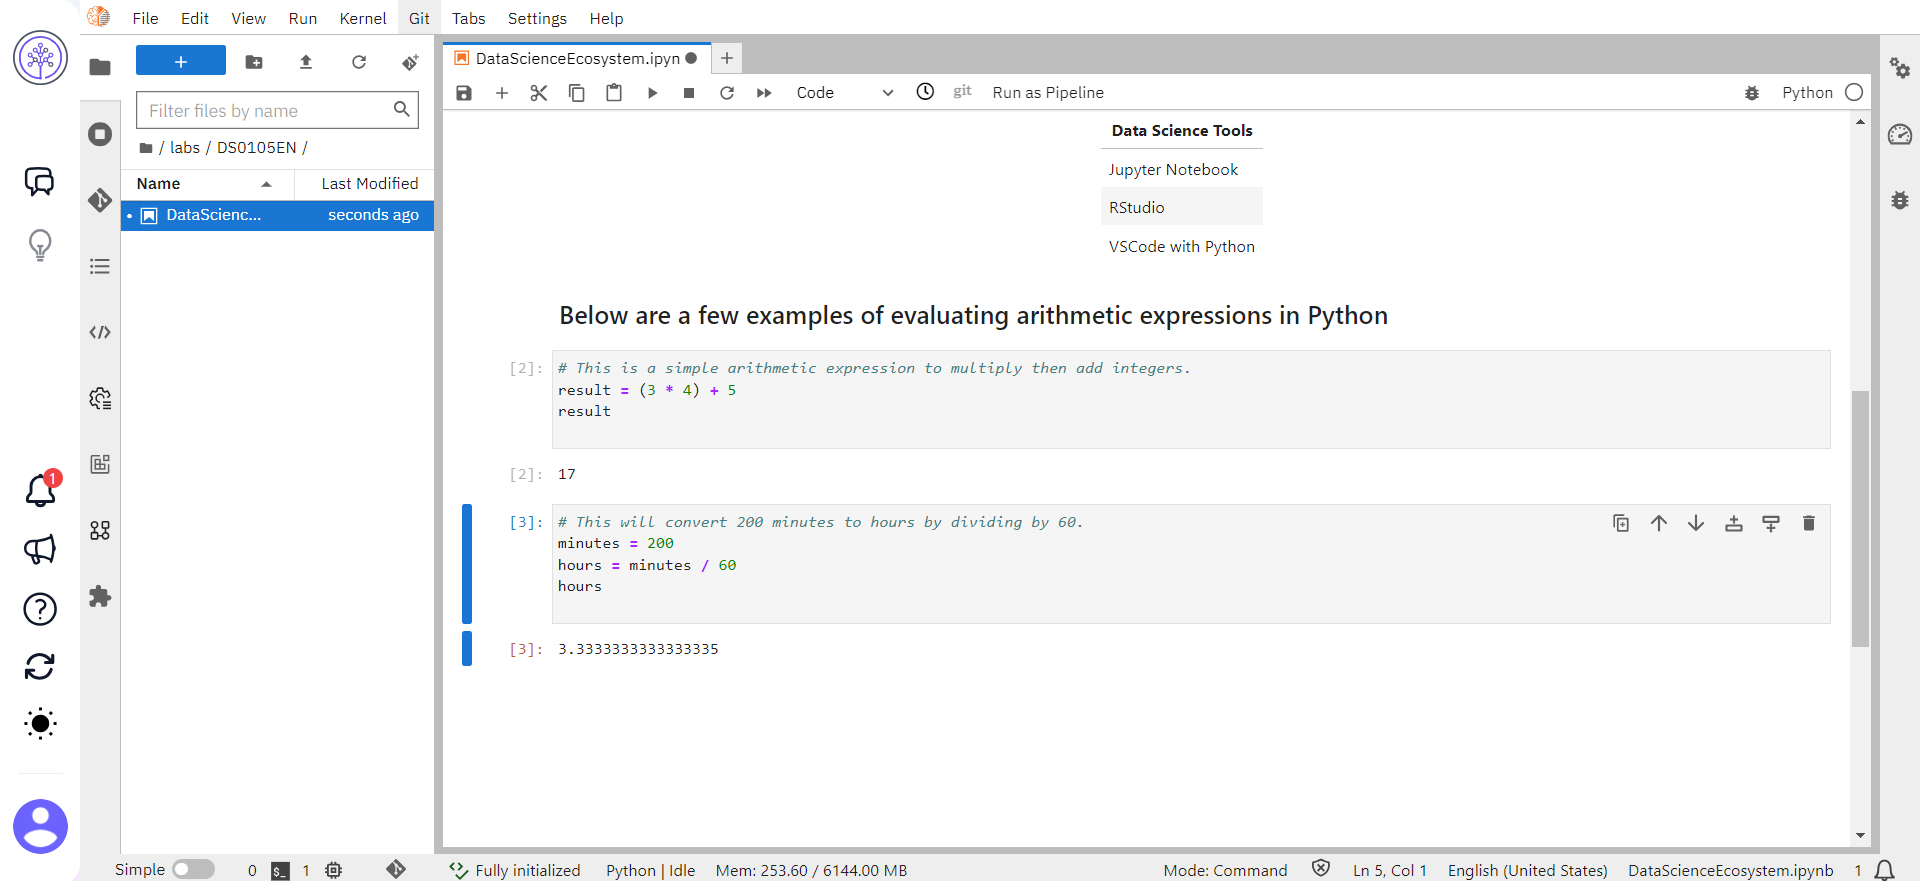 File Edit View Run Kernel Git Tabs Settings Help
DataScienceEcosystem.ipyn
Code git Run as Pipeline Python
Filter files by name
/ labs / DS0105EN /
Name Last Modified
DataScienc... seconds ago
1
Data Science Tools
Jupyter Notebook
RStudio
VSCode with Python
Below are a few examples of evaluating arithmetic expressions in Python
[2]: # This is a simple arithmetic expression to multiply then add integers.
result = (3 * 4) + 5
result
[2]: 17
[3]: # This will convert 200 minutes to hours by dividing by 60.
minutes = 200
hours = minutes / 60
hours
[3]: 3.3333333333333335
Simple 0 $_ 1 Fully initialized Python | Idle Mem: 253.60 / 6144.00 MB Mode: Command Ln 5, Col 1 English (United States) DataScienceEcosystem.ipynb 1